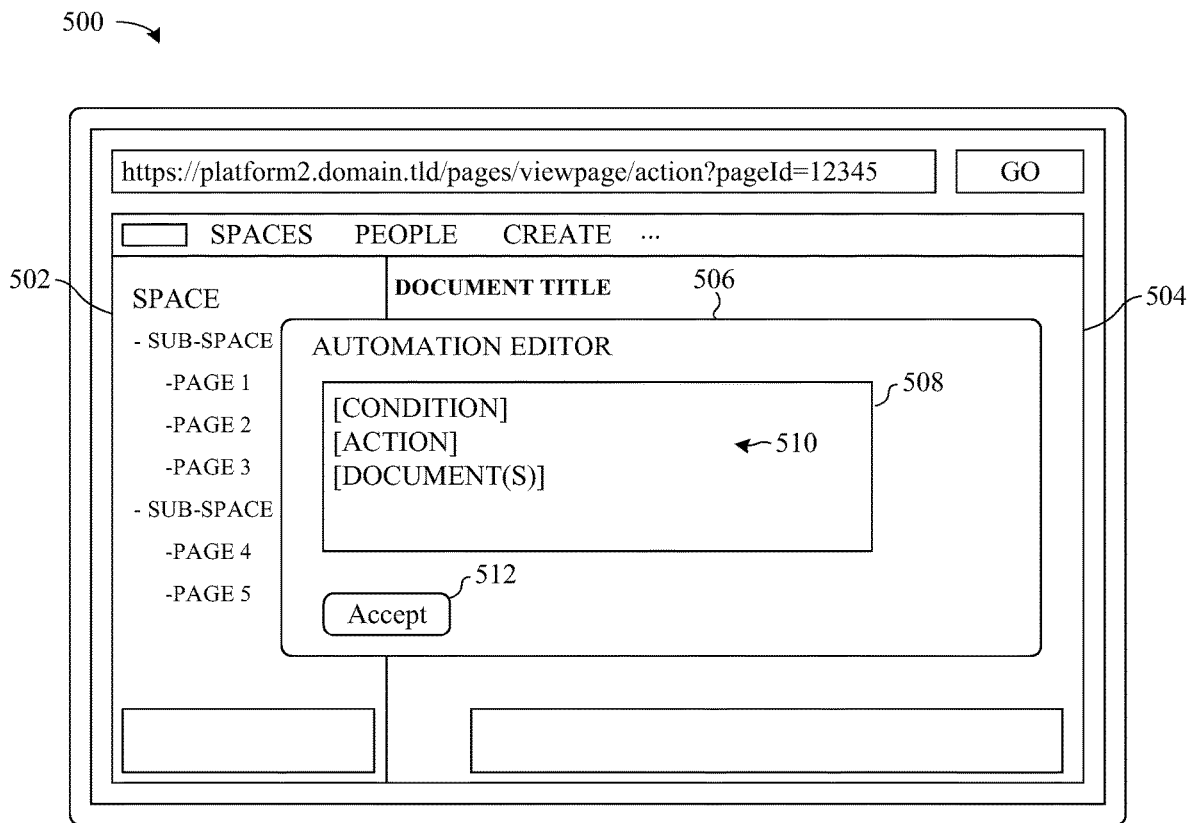 500
https://platform2.domain.tld/pages/viewpage/action?pageId=12345 GO
SPACES PEOPLE CREATE ...
502
SPACE
DOCUMENT TITLE
506
504
- SUB-SPACE
AUTOMATION EDITOR
-PAGE 1
508
[CONDITION]
-PAGE 2
[ACTION]
510
-PAGE 3
[DOCUMENT(S)]
- SUB-SPACE
-PAGE 4
-PAGE 5
512
Accept